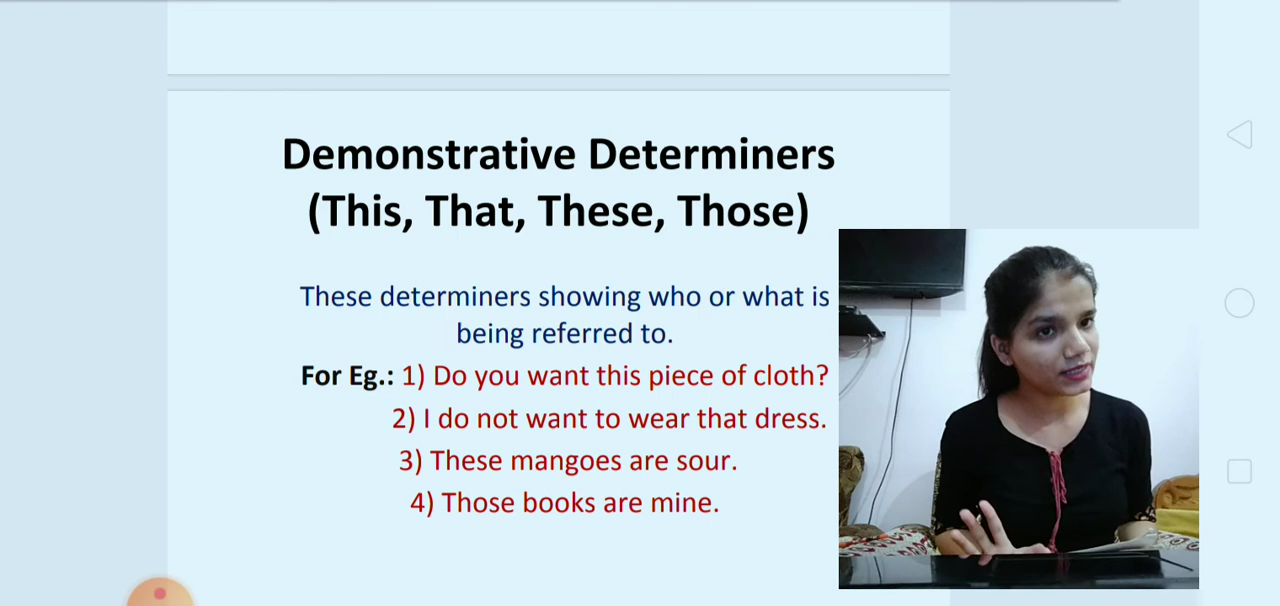 Demonstrative Determiners
(This, That, These, Those)
These determiners showing who or what is
being referred to.
For Eg.: 1) Do you want this piece of cloth?
2) I do not want to wear that dress.
3) These mangoes are sour.
4) Those books are mine.